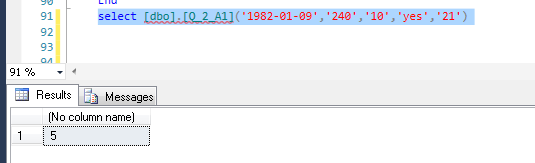 90
End
91
select [dbo].[Q_2_A1]('1982-01-09','240','10','yes','21')
92
93
94
91 %
Results
Messages
(No column name)
1
5